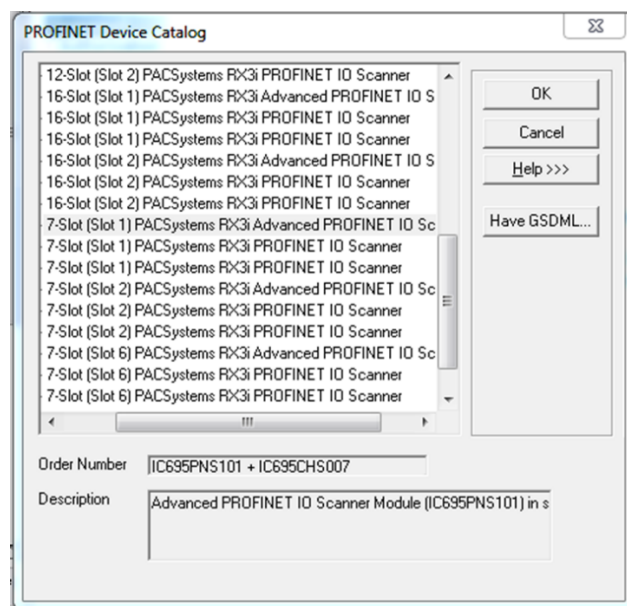 PROFINET Device Catalog
12-Slot (Slot 2) PACSystems RX3i PROFINET IO Scanner
16-Slot (Slot 1) PACSystems RX3i Advanced PROFINET IO S
16-Slot (Slot 1) PACSystems RX3i PROFINET IO Scanner
16-Slot (Slot 1) PACSystems RX3i PROFINET IO Scanner
16-Slot (Slot 2) PACSystems RX3i Advanced PROFINET IO S
16-Slot (Slot 2) PACSystems RX3i PROFINET IO Scanner
16-Slot (Slot 2) PACSystems RX3i PROFINET IO Scanner
7-Slot (Slot 1) PACSystems RX3i Advanced PROFINET IO Sc
7-Slot (Slot 1) PACSystems RX3i PROFINET IO Scanner
7-Slot (Slot 1) PACSystems RX3i PROFINET IO Scanner
7-Slot (Slot 2) PACSystems RX3i Advanced PROFINET IO Sc
7-Slot (Slot 2) PACSystems RX3i PROFINET IO Scanner
7-Slot (Slot 2) PACSystems RX3i PROFINET IO Scanner
7-Slot (Slot 6) PACSystems RX3i Advanced PROFINET IO Sc
7-Slot (Slot 6) PACSystems RX3i PROFINET IO Scanner
7-Slot (Slot 6) PACSystems RX3i PROFINET IO Scanner
OK
Cancel
Help >>>
Have GSDML...
Order Number IC695PNS101 + IC695CHS007
Description Advanced PROFINET IO Scanner Module (IC695PNS101) in s